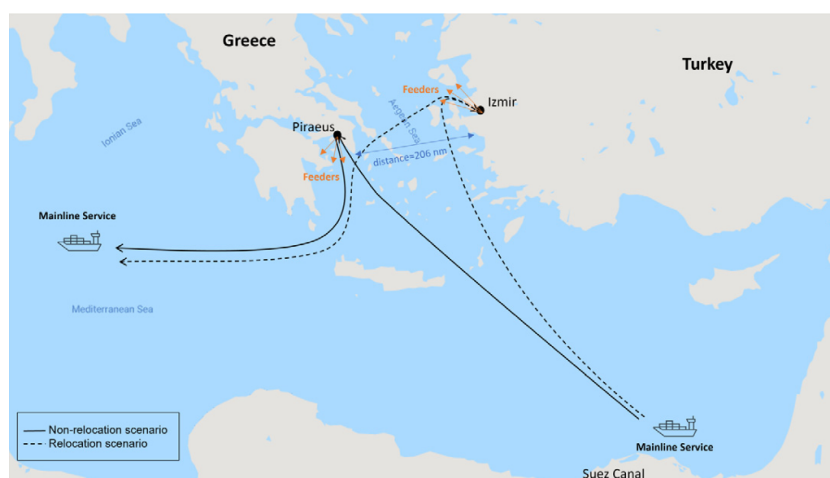 Greece
Turkey
Feeders
Izmir
Aegean Sea
Ionian Sea
Piraeus
distance=206 nm
Feeders
Mainline Service
Mediterranean Sea
Non-relocation scenario
Relocation scenario
Mainline Service
Suez Canal